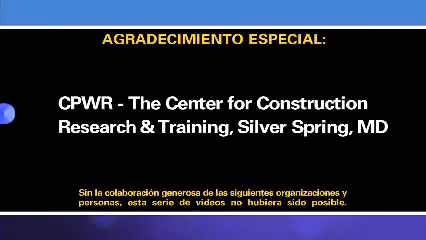 AGRADECIMIENTO ESPECIAL:
CPWR - The Center for Construction
Research & Training, Silver Spring, MD
Sin la colaboración generosa de las siguientes organizaciones y
personas, esta serie de videos no hubiera sido posible.